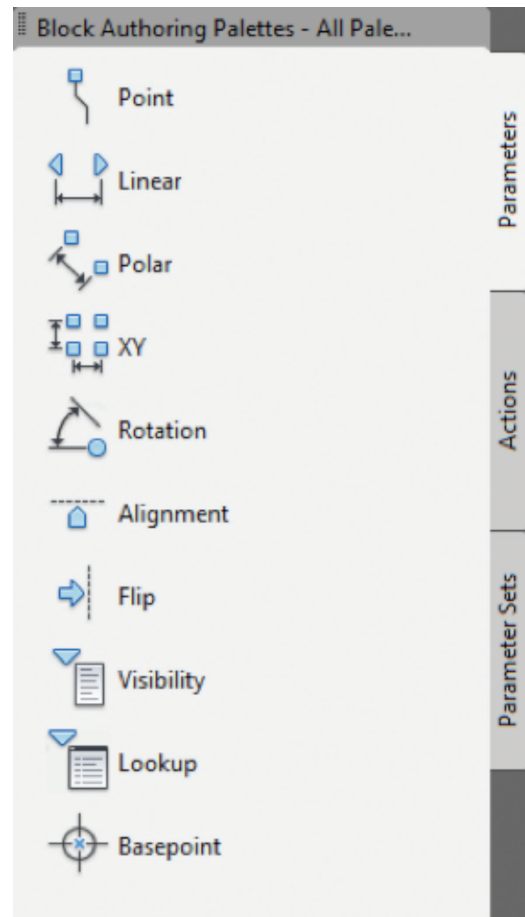 Block Authoring Palettes - All Pale...
Point
Linear
Polar
XY
Rotation
Alignment
Flip
Visibility
Lookup
Basepoint
Parameters
Actions
Parameter Sets